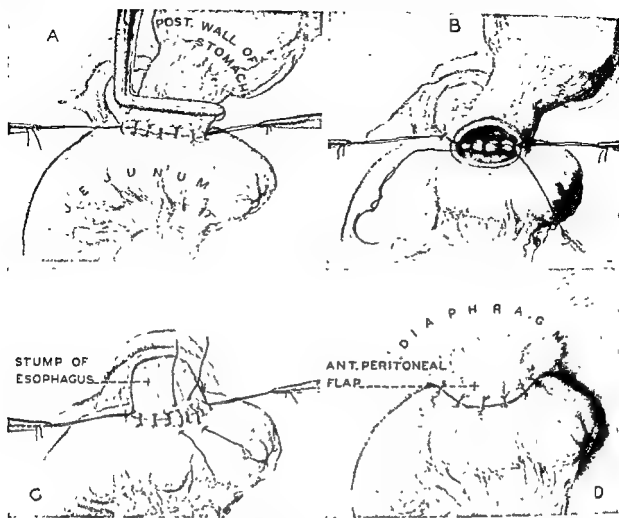 A
POST. WALL OF
STOMACH
JEJUNUM
B
STUMP OF
ESOPHAGUS
C
DIAPHRAGM
ANT. PERITONEAL
FLAP
D